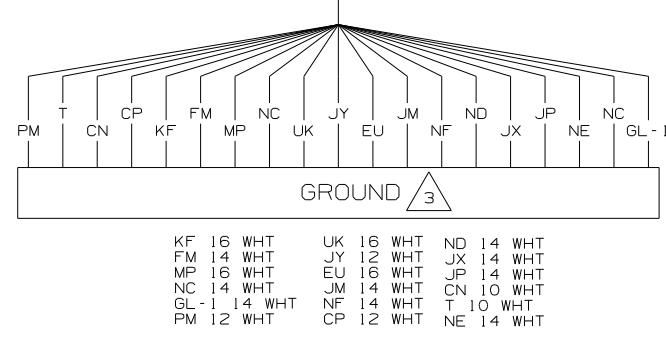 T CP FM NC JY JM ND JP NC
PM CN KF MP UK EU NF JX NE GL-1
GROUND 3
KF 16 WHT UK 16 WHT ND 14 WHT
FM 14 WHT JY 12 WHT JX 14 WHT
MP 16 WHT EU 16 WHT JP 14 WHT
NC 14 WHT JM 14 WHT CN 10 WHT
GL-1 14 WHT NF 14 WHT T 10 WHT
PM 12 WHT CP 12 WHT NE 14 WHT